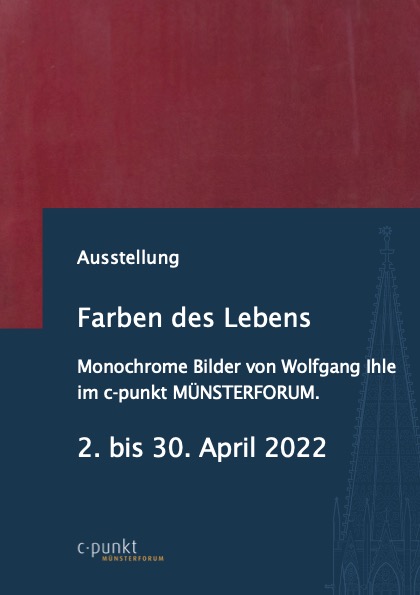 Ausstellung
Farben des Lebens
Monochrome Bilder von Wolfgang Ihle
im c-punkt MÜNSTERFORUM.
2. bis 30. April 2022
c·punkt
MÜNSTERFORUM